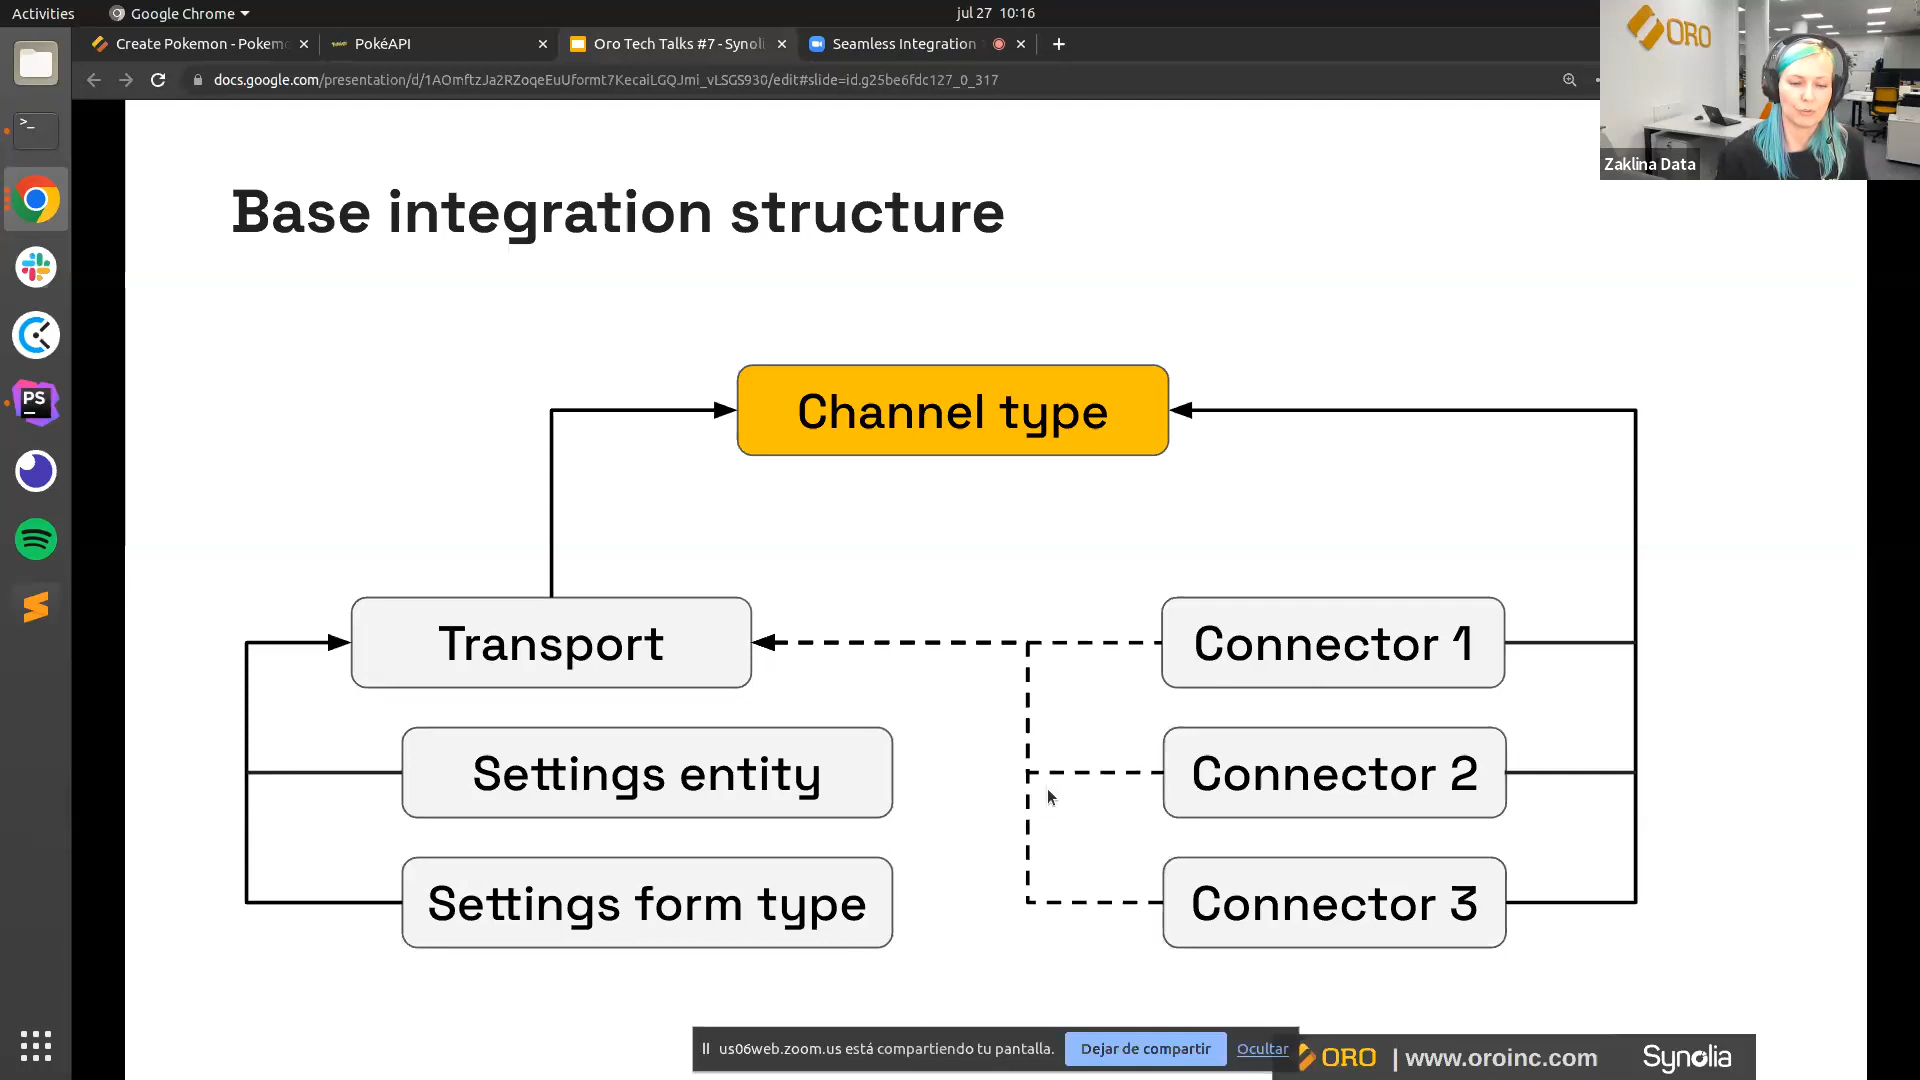 Activities
Google Chrome
jul 27 10:16
Create Pokemon - Pokem
PokéAPI
Oro Tech Talks #7 - Synoli
Seamless Integration
docs.google.com/presentation/d/1AOmftzJa2RZoqeEuUformt7KecaiLGQJmi_vLSGS930/edit#slide=id.g25be6fdc127_0_317
ORO
Zaklina Data
Base integration structure
Channel type
Transport
Connector 1
Settings entity
Connector 2
Settings form type
Connector 3
PS
us06web.zoom.us está compartiendo tu pantalla.
Dejar de compartir
Ocultar
ORO | www.oroinc.com
Synolia